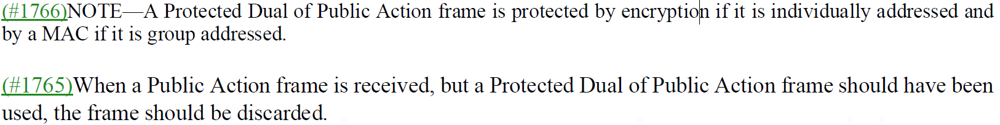 (#1766)NOTE—A Protected Dual of Public Action frame is protected by encryption if it is individually addressed and
by a MAC if it is group addressed.
(#1765)When a Public Action frame is received, but a Protected Dual of Public Action frame should have been
used, the frame should be discarded.